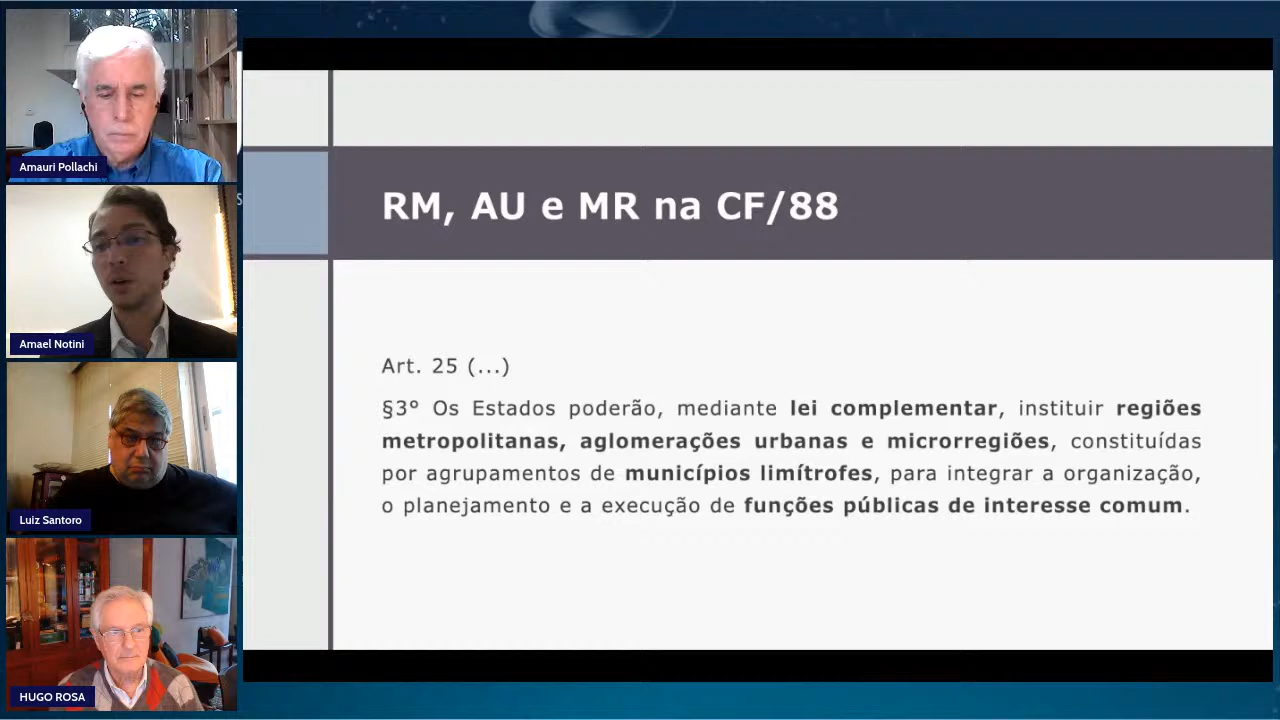 Amauri Pollachi
Amael Notini
Luiz Santoro
HUGO ROSA
RM, AU e MR na CF/88
Art. 25 (...)
§3º Os Estados poderão, mediante lei complementar, instituir regiões
metropolitanas, aglomerações urbanas e microrregiões, constituídas
por agrupamentos de municípios limítrofes, para integrar a organização,
o planejamento e a execução de funções públicas de interesse comum.